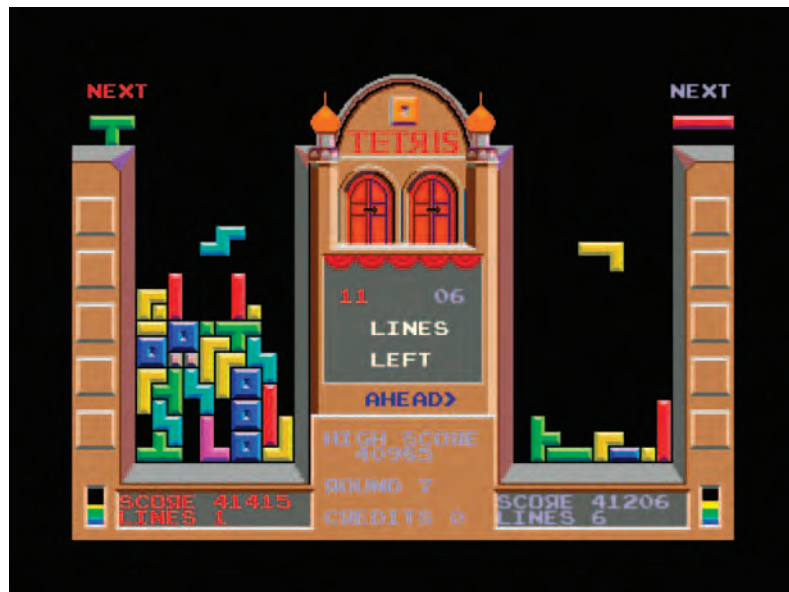 NEXT
NEXT
TETЯIS
11 06
LINES
LEFT
AHEAD>
HIGH SCORE
40965
ROUND 7
CREDITS 0
SCORE 41415
LINES 1
SCORE 41206
LINES 6